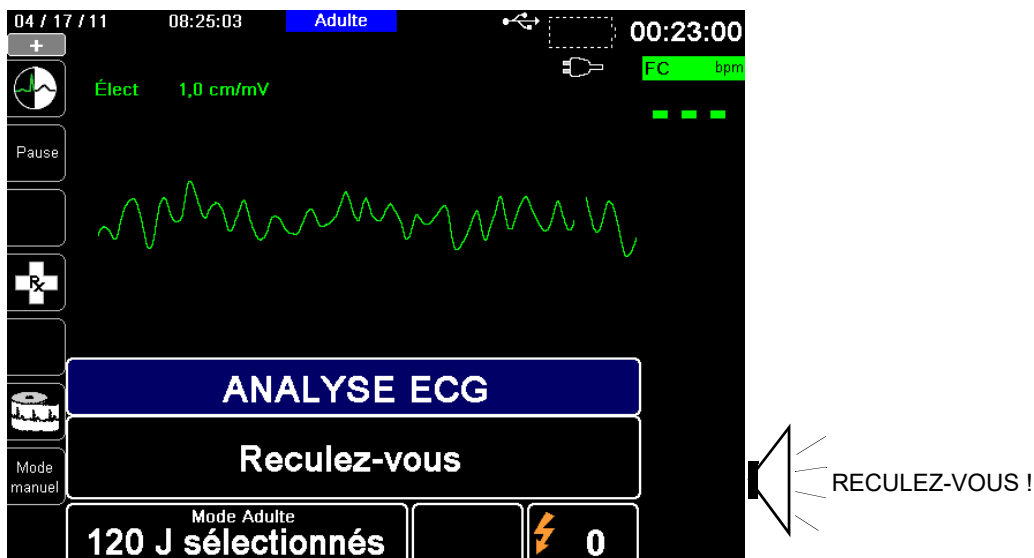 04 / 17 / 11 08:25:03 Adulte 00:23:00
+
FC bpm
Élect 1,0 cm/mV
- - -
Pause
Rx
ANALYSE ECG
Reculez-vous
RECULEZ-VOUS !
Mode
manuel
Mode Adulte
120 J sélectionnés 0